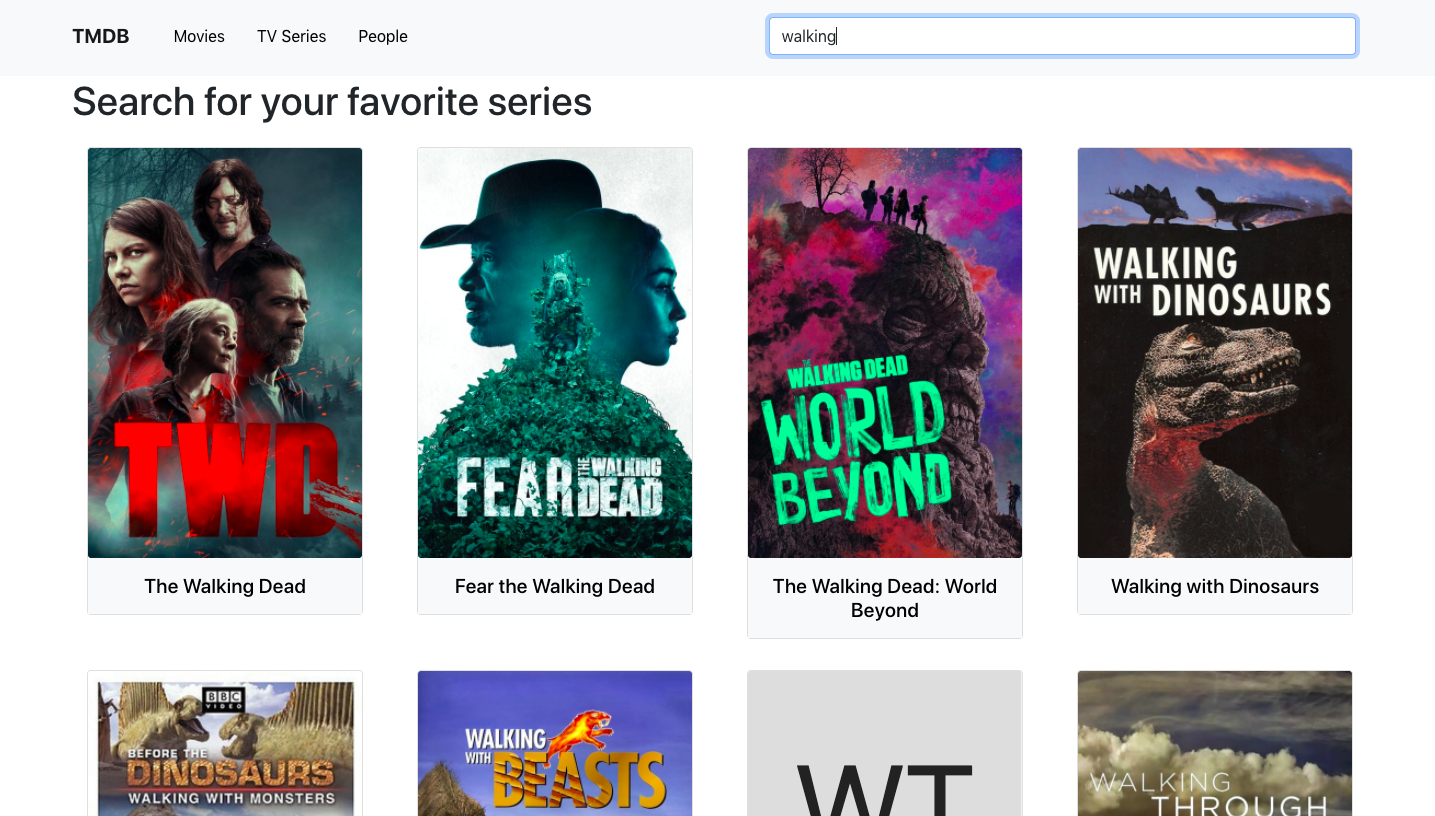 TMDB Movies TV Series People walking
Search for your favorite series
TWD
FEAR THE WALKING DEAD
THE WALKING DEAD
WORLD
BEYOND
WALKING
WITH DINOSAURS
The Walking Dead
Fear the Walking Dead
The Walking Dead: World
Beyond
Walking with Dinosaurs
BBC
VIDEO
BEFORE THE
DINOSAURS
WALKING WITH MONSTERS
WALKING
WITH BEASTS
WT
WALKING
THROUGH